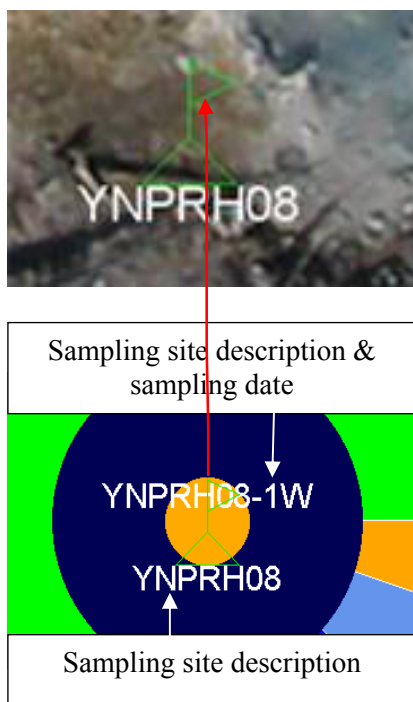 YNPRH08
Sampling site description &
sampling date
YNPRH08-1W
YNPRH08
Sampling site description